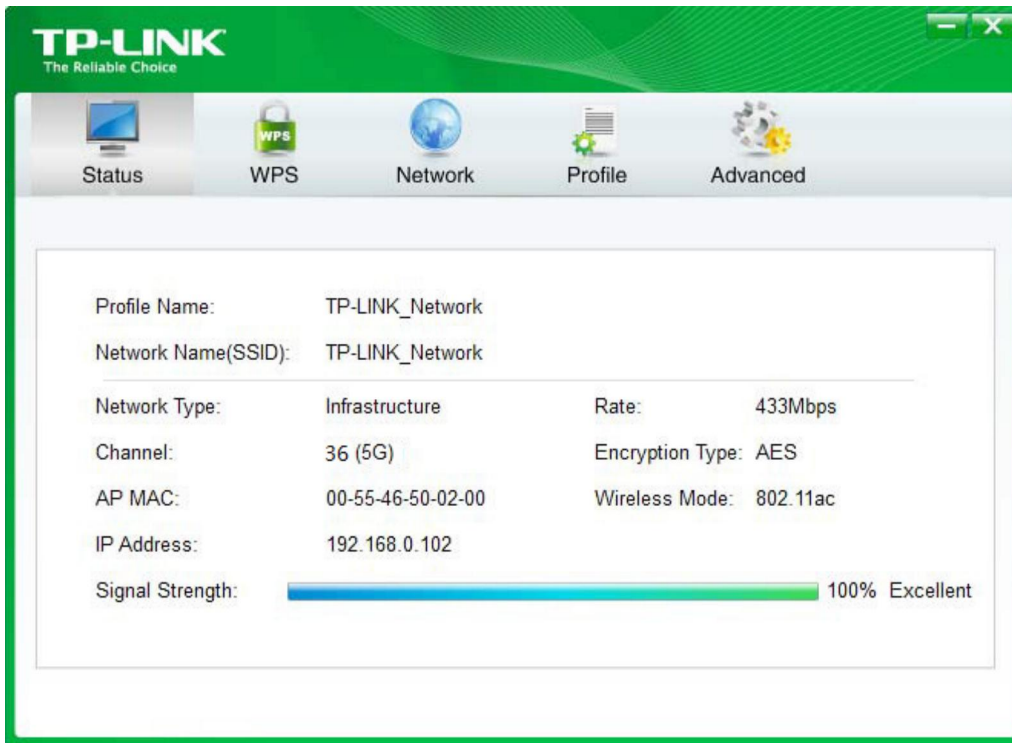 TP-LINK
The Reliable Choice
WPS
Status WPS Network Profile Advanced
Profile Name: TP-LINK_Network
Network Name(SSID): TP-LINK_Network
Network Type: Infrastructure Rate: 433Mbps
Channel: 36 (5G) Encryption Type: AES
AP MAC: 00-55-46-50-02-00 Wireless Mode: 802.11ac
IP Address: 192.168.0.102
Signal Strength: 100% Excellent